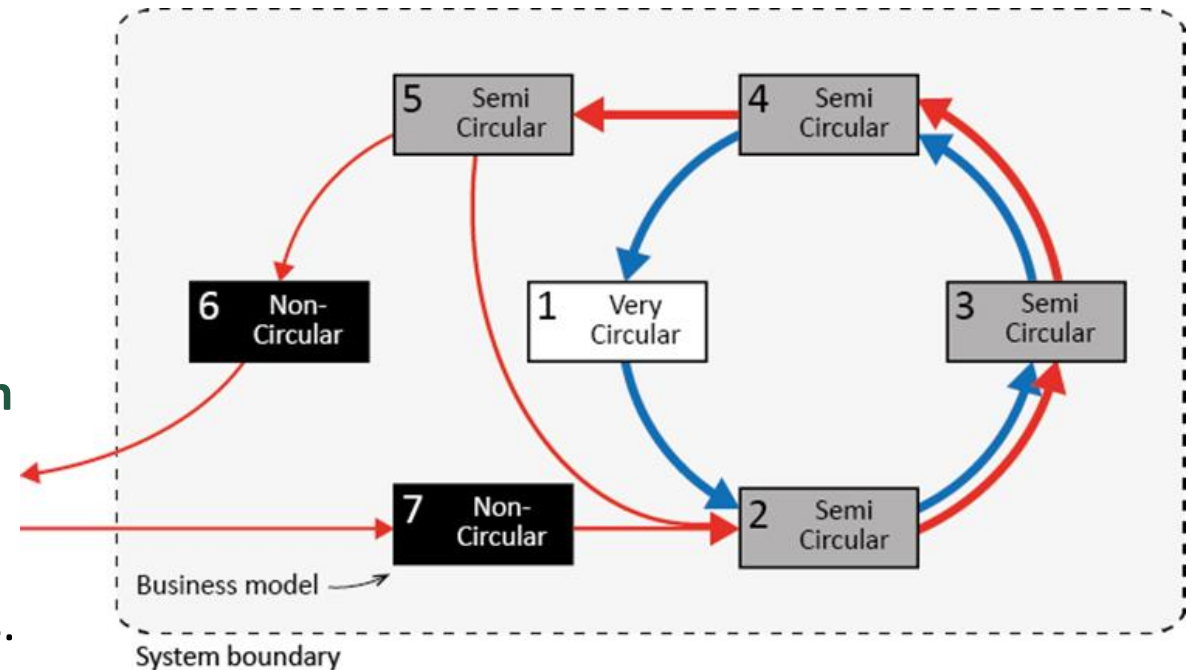 5 Semi
Circular
4 Semi
Circular
6 Non-
Circular
1 Very
Circular
3 Semi
Circular
n
7 Non-
Circular
2 Semi
Circular
Business model
.
System boundary